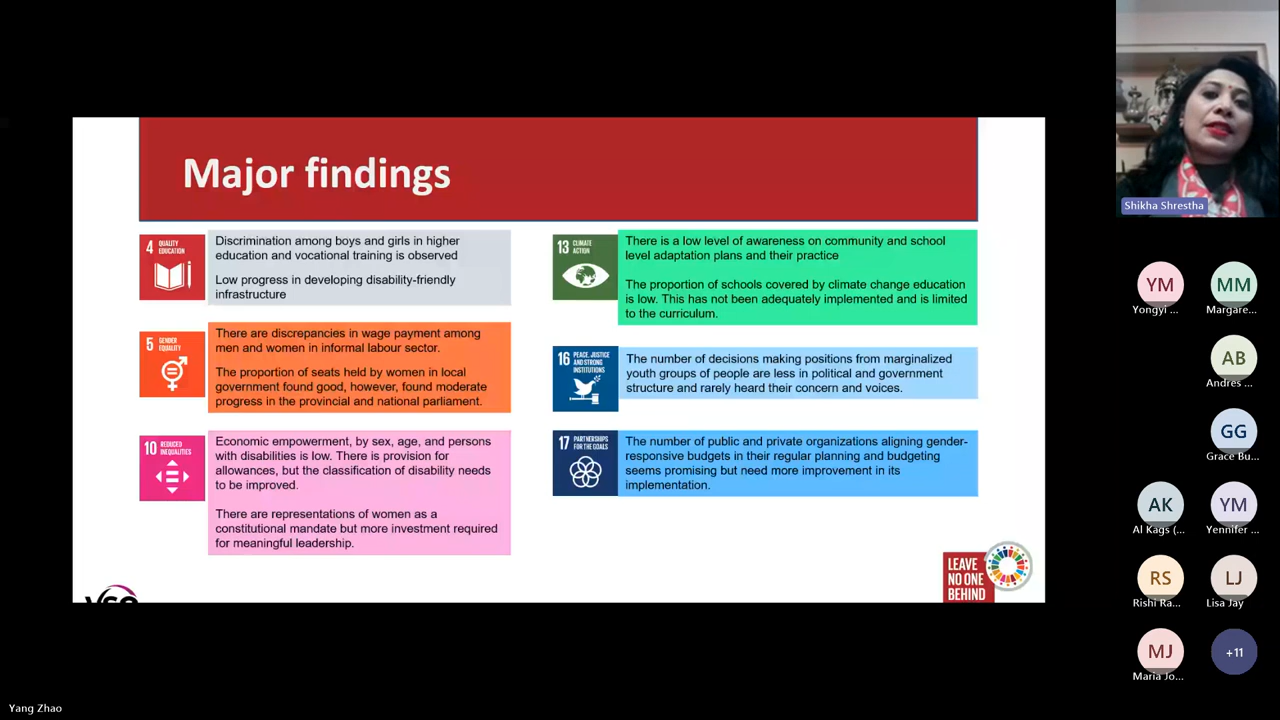 Major findings
4 QUALITY
EDUCATION
Discrimination among boys and girls in higher
education and vocational training is observed
Low progress in developing disability-friendly
infrastructure
5 GENDER
EQUALITY
There are discrepancies in wage payment among
men and women in informal labour sector.
The proportion of seats held by women in local
government found good, however, found moderate
progress in the provincial and national parliament.
10 REDUCED
INEQUALITIES
Economic empowerment, by sex, age, and persons
with disabilities is low. There is provision for
allowances, but the classification of disability needs
to be improved.
There are representations of women as a
constitutional mandate but more investment required
for meaningful leadership.
13 CLIMATE
ACTION
There is a low level of awareness on community and school
level adaptation plans and their practice
The proportion of schools covered by climate change education
is low. This has not been adequately implemented and is limited
to the curriculum.
16 PEACE, JUSTICE
AND STRONG
INSTITUTIONS
The number of decisions making positions from marginalized
youth groups of people are less in political and government
structure and rarely heard their concern and voices.
17 PARTNERSHIPS
FOR THE GOALS
The number of public and private organizations aligning gender-
responsive budgets in their regular planning and budgeting
seems promising but need more improvement in its
implementation.
LEAVE
NO ONE
BEHIND
Shikha Shrestha
YM
Yongyi ...
MM
Margare...
AB
Andres ...
GG
Grace Bu...
AK
Al Kags (...
YM
Yennifer ...
RS
Rishi Ra...
LJ
Lisa Jay
MJ
Maria Jo...
+11
Yang Zhao